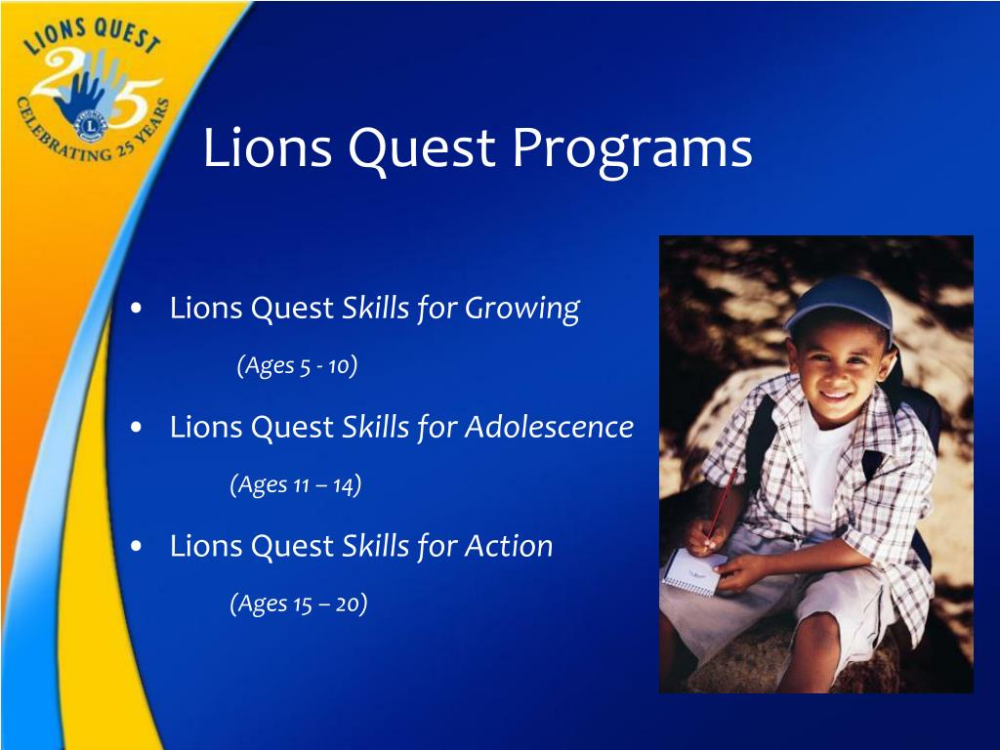 LIONS QUEST
25
CELEBRATING 25 YEARS
L
Lions Quest Programs
• Lions Quest Skills for Growing
(Ages 5 - 10)
• Lions Quest Skills for Adolescence
(Ages 11 – 14)
• Lions Quest Skills for Action
(Ages 15 – 20)